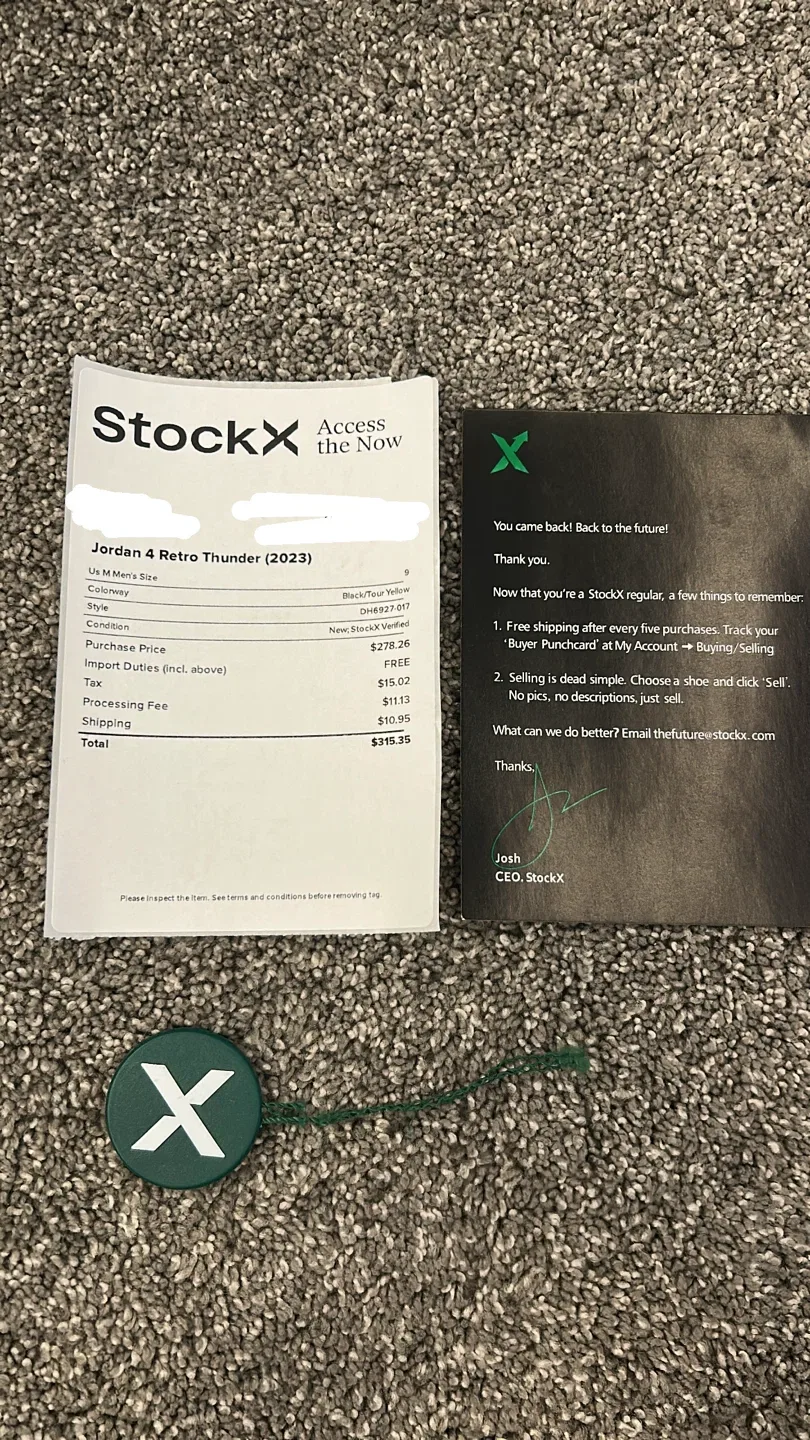 StockX Access
the Now
Jordan 4 Retro Thunder (2023)
Us M Men's Size 9
Colorway Black/Tour Yellow
Style DH6927-017
Condition New; StockX Verified
Purchase Price $278.26
Import Duties (incl. above) FREE
Tax $15.02
Processing Fee $11.13
Shipping $10.95
Total $315.35
Please inspect the item. See terms and conditions before removing tag.
X
You came back! Back to the future!
Thank you.
Now that you're a StockX regular, a few things to remember:
1. Free shipping after every five purchases. Track your
'Buyer Punchcard' at My Account → Buying/Selling
2. Selling is dead simple. Choose a shoe and click 'Sell'.
No pics, no descriptions, just sell.
What can we do better? Email thefuture@stockx.com
Thanks,
Josh
CEO, StockX
X